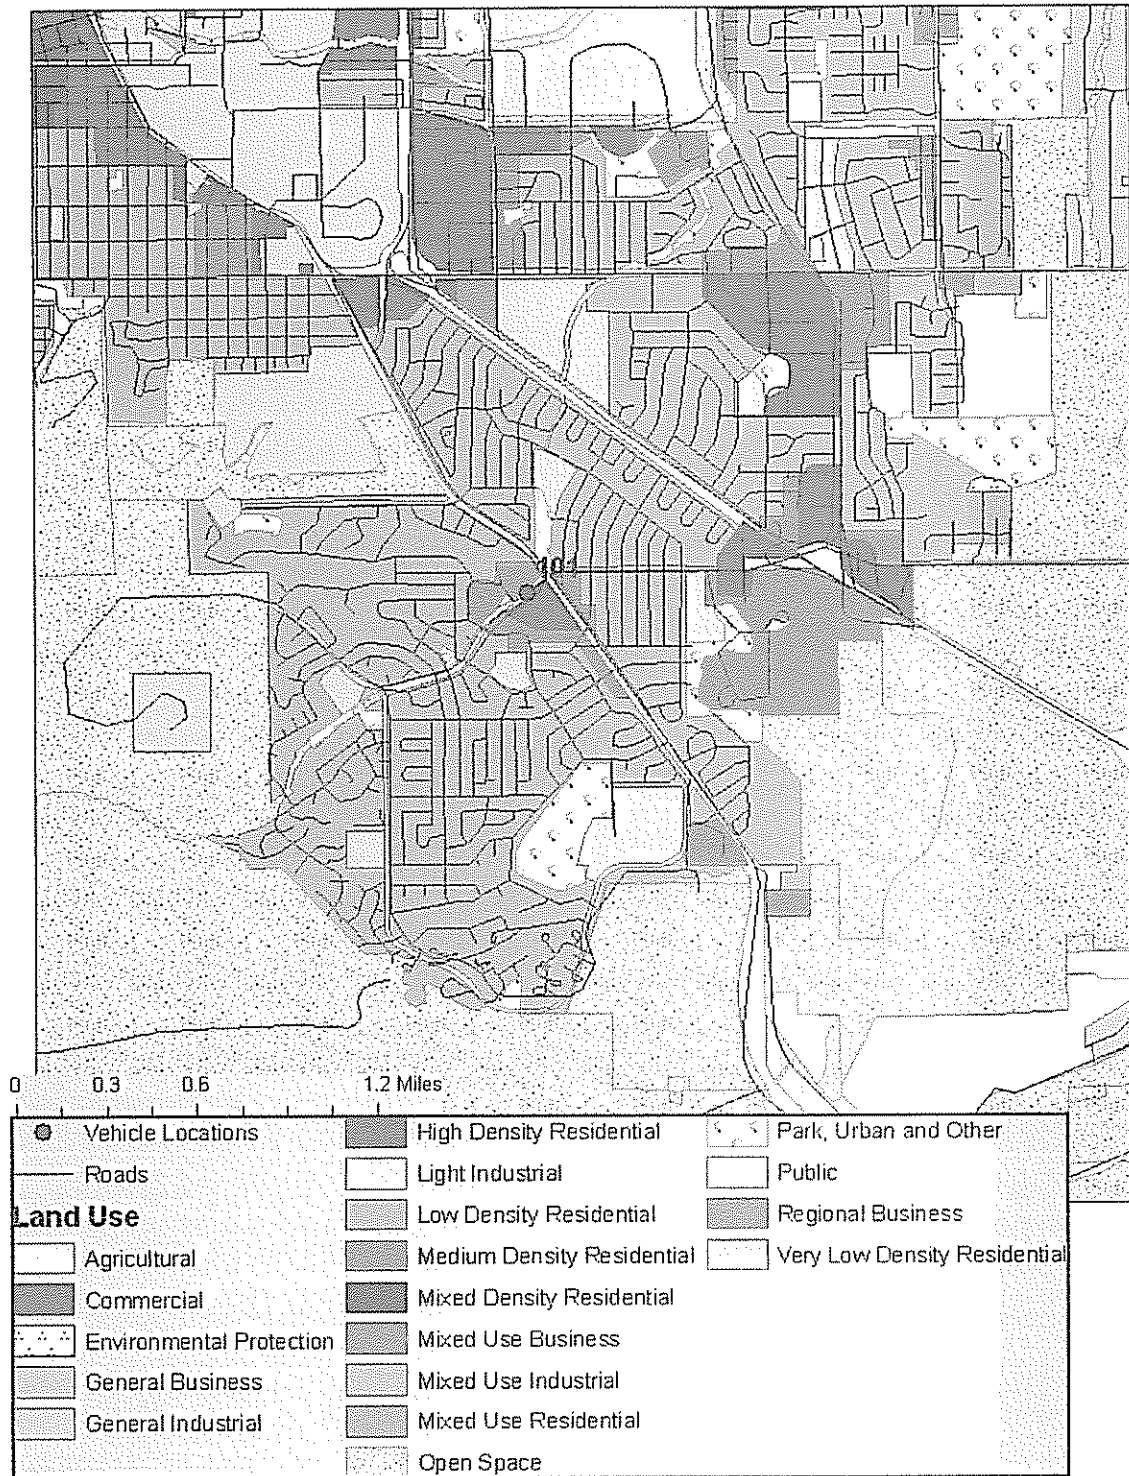 0 0.3 0.6 1.2 Miles
Vehicle Locations
Roads
Land Use
Agricultural
Commercial
Environmental Protection
General Business
General Industrial
High Density Residential
Light Industrial
Low Density Residential
Medium Density Residential
Mixed Density Residential
Mixed Use Business
Mixed Use Industrial
Mixed Use Residential
Open Space
Park, Urban and Other
Public
Regional Business
Very Low Density Residential